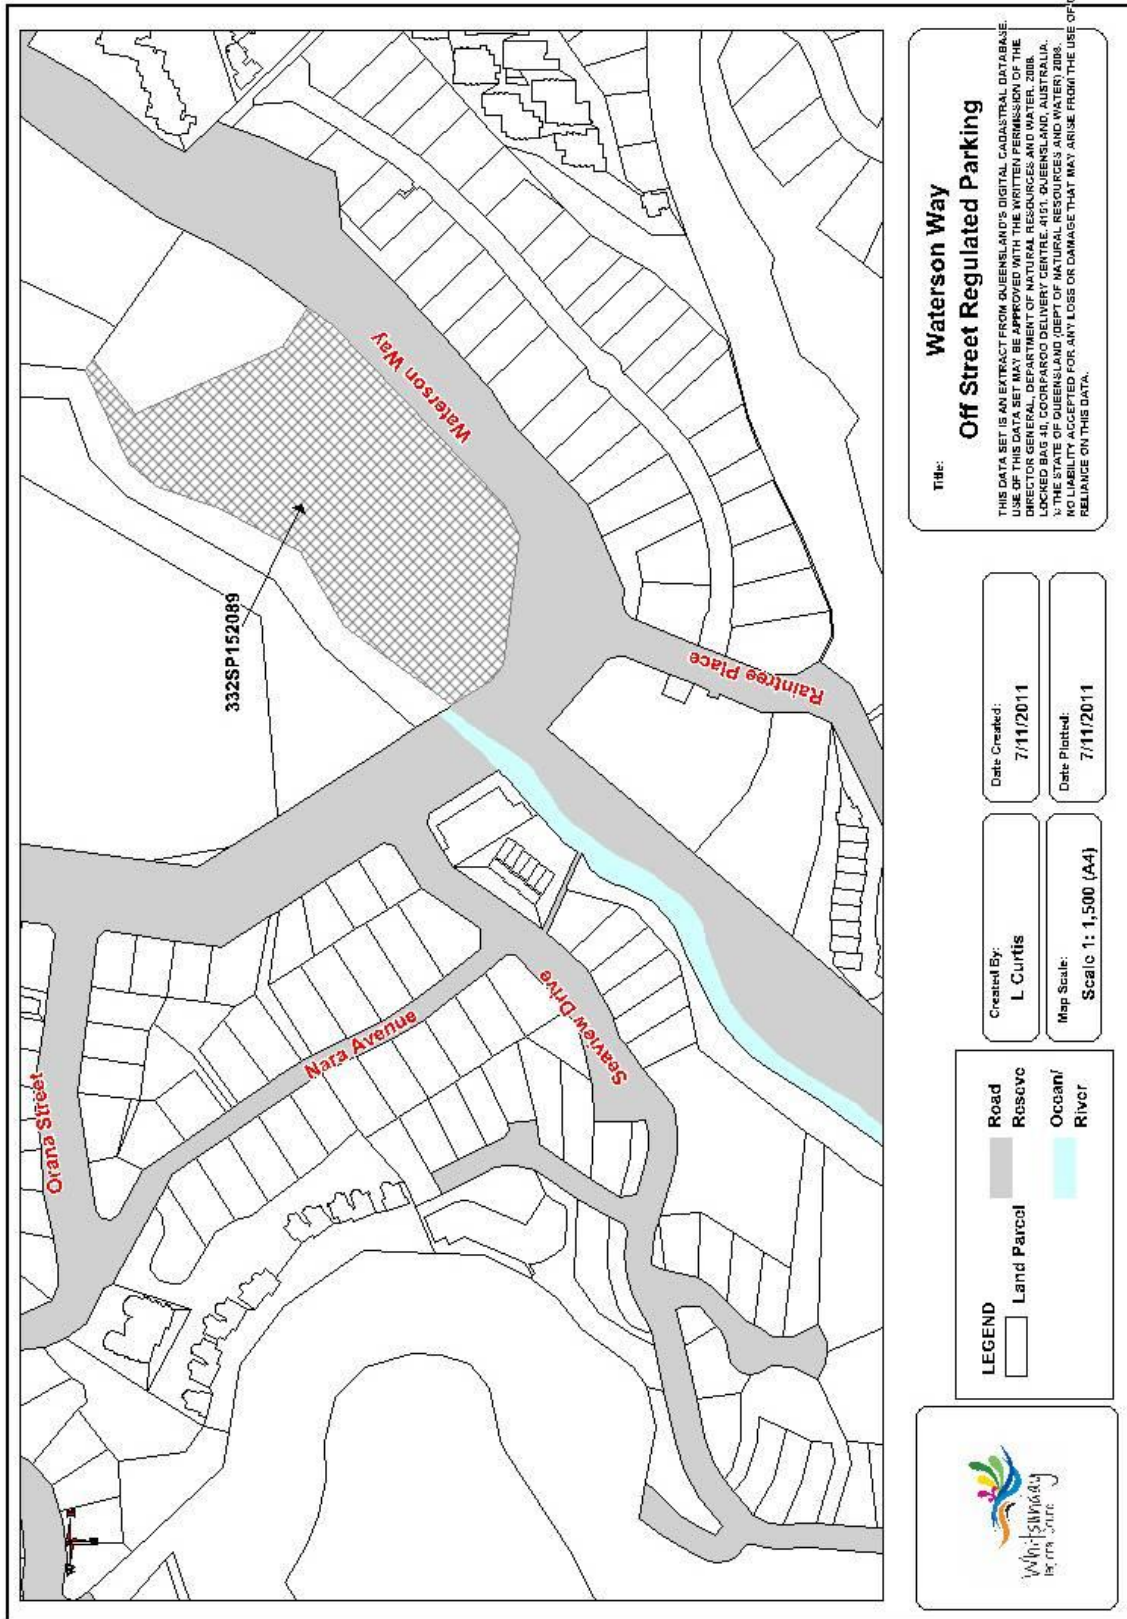 332SP152089
Waterson Way
Raintree Place
Orana Street
Nara Avenue
Seaview Drive
Title:
Waterson Way
Off Street Regulated Parking
THIS DATA SET IS AN EXTRACT FROM QUEENSLAND'S DIGITAL CADASTRAL DATABASE.
USE OF THIS DATA SET MAY BE APPROVED WITH THE WRITTEN PERMISSION OF THE
DIRECTOR GENERAL, DEPARTMENT OF NATURAL RESOURCES AND WATER, 2008.
LOCKED BAG 40, COORPAROO DELIVERY CENTRE, 4151. QUEENSLAND, AUSTRALIA.
© THE STATE OF QUEENSLAND (DEPT OF NATURAL RESOURCES AND WATER) 2008.
NO LIABILITY ACCEPTED FOR ANY LOSS OR DAMAGE THAT MAY ARISE FROM THE USE OF
RELIANCE ON THIS DATA.
Date Created:
7/11/2011
Date Plotted:
7/11/2011
Created By:
L Curtis
Map Scale:
Scale 1: 1,500 (A4)
LEGEND
Land Parcel
Road
Reseve
Ocean/
River
Whitsunday